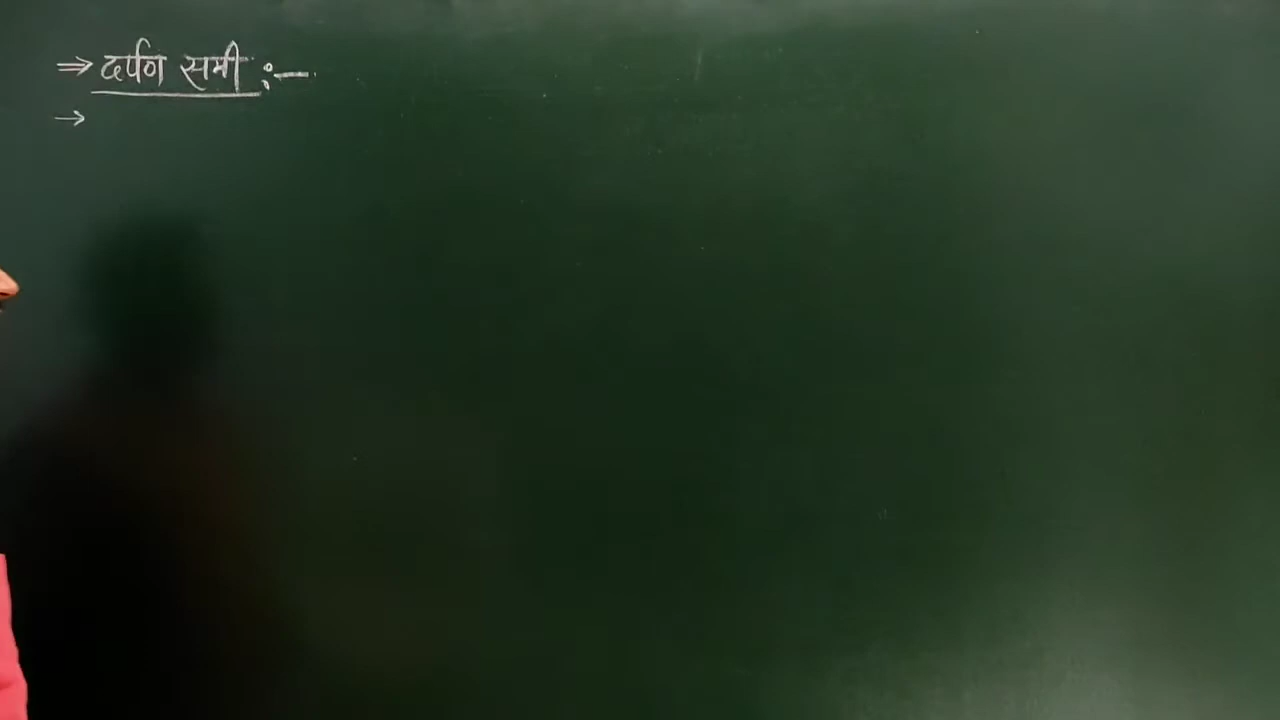 ⇒ दर्पण समी :-
→